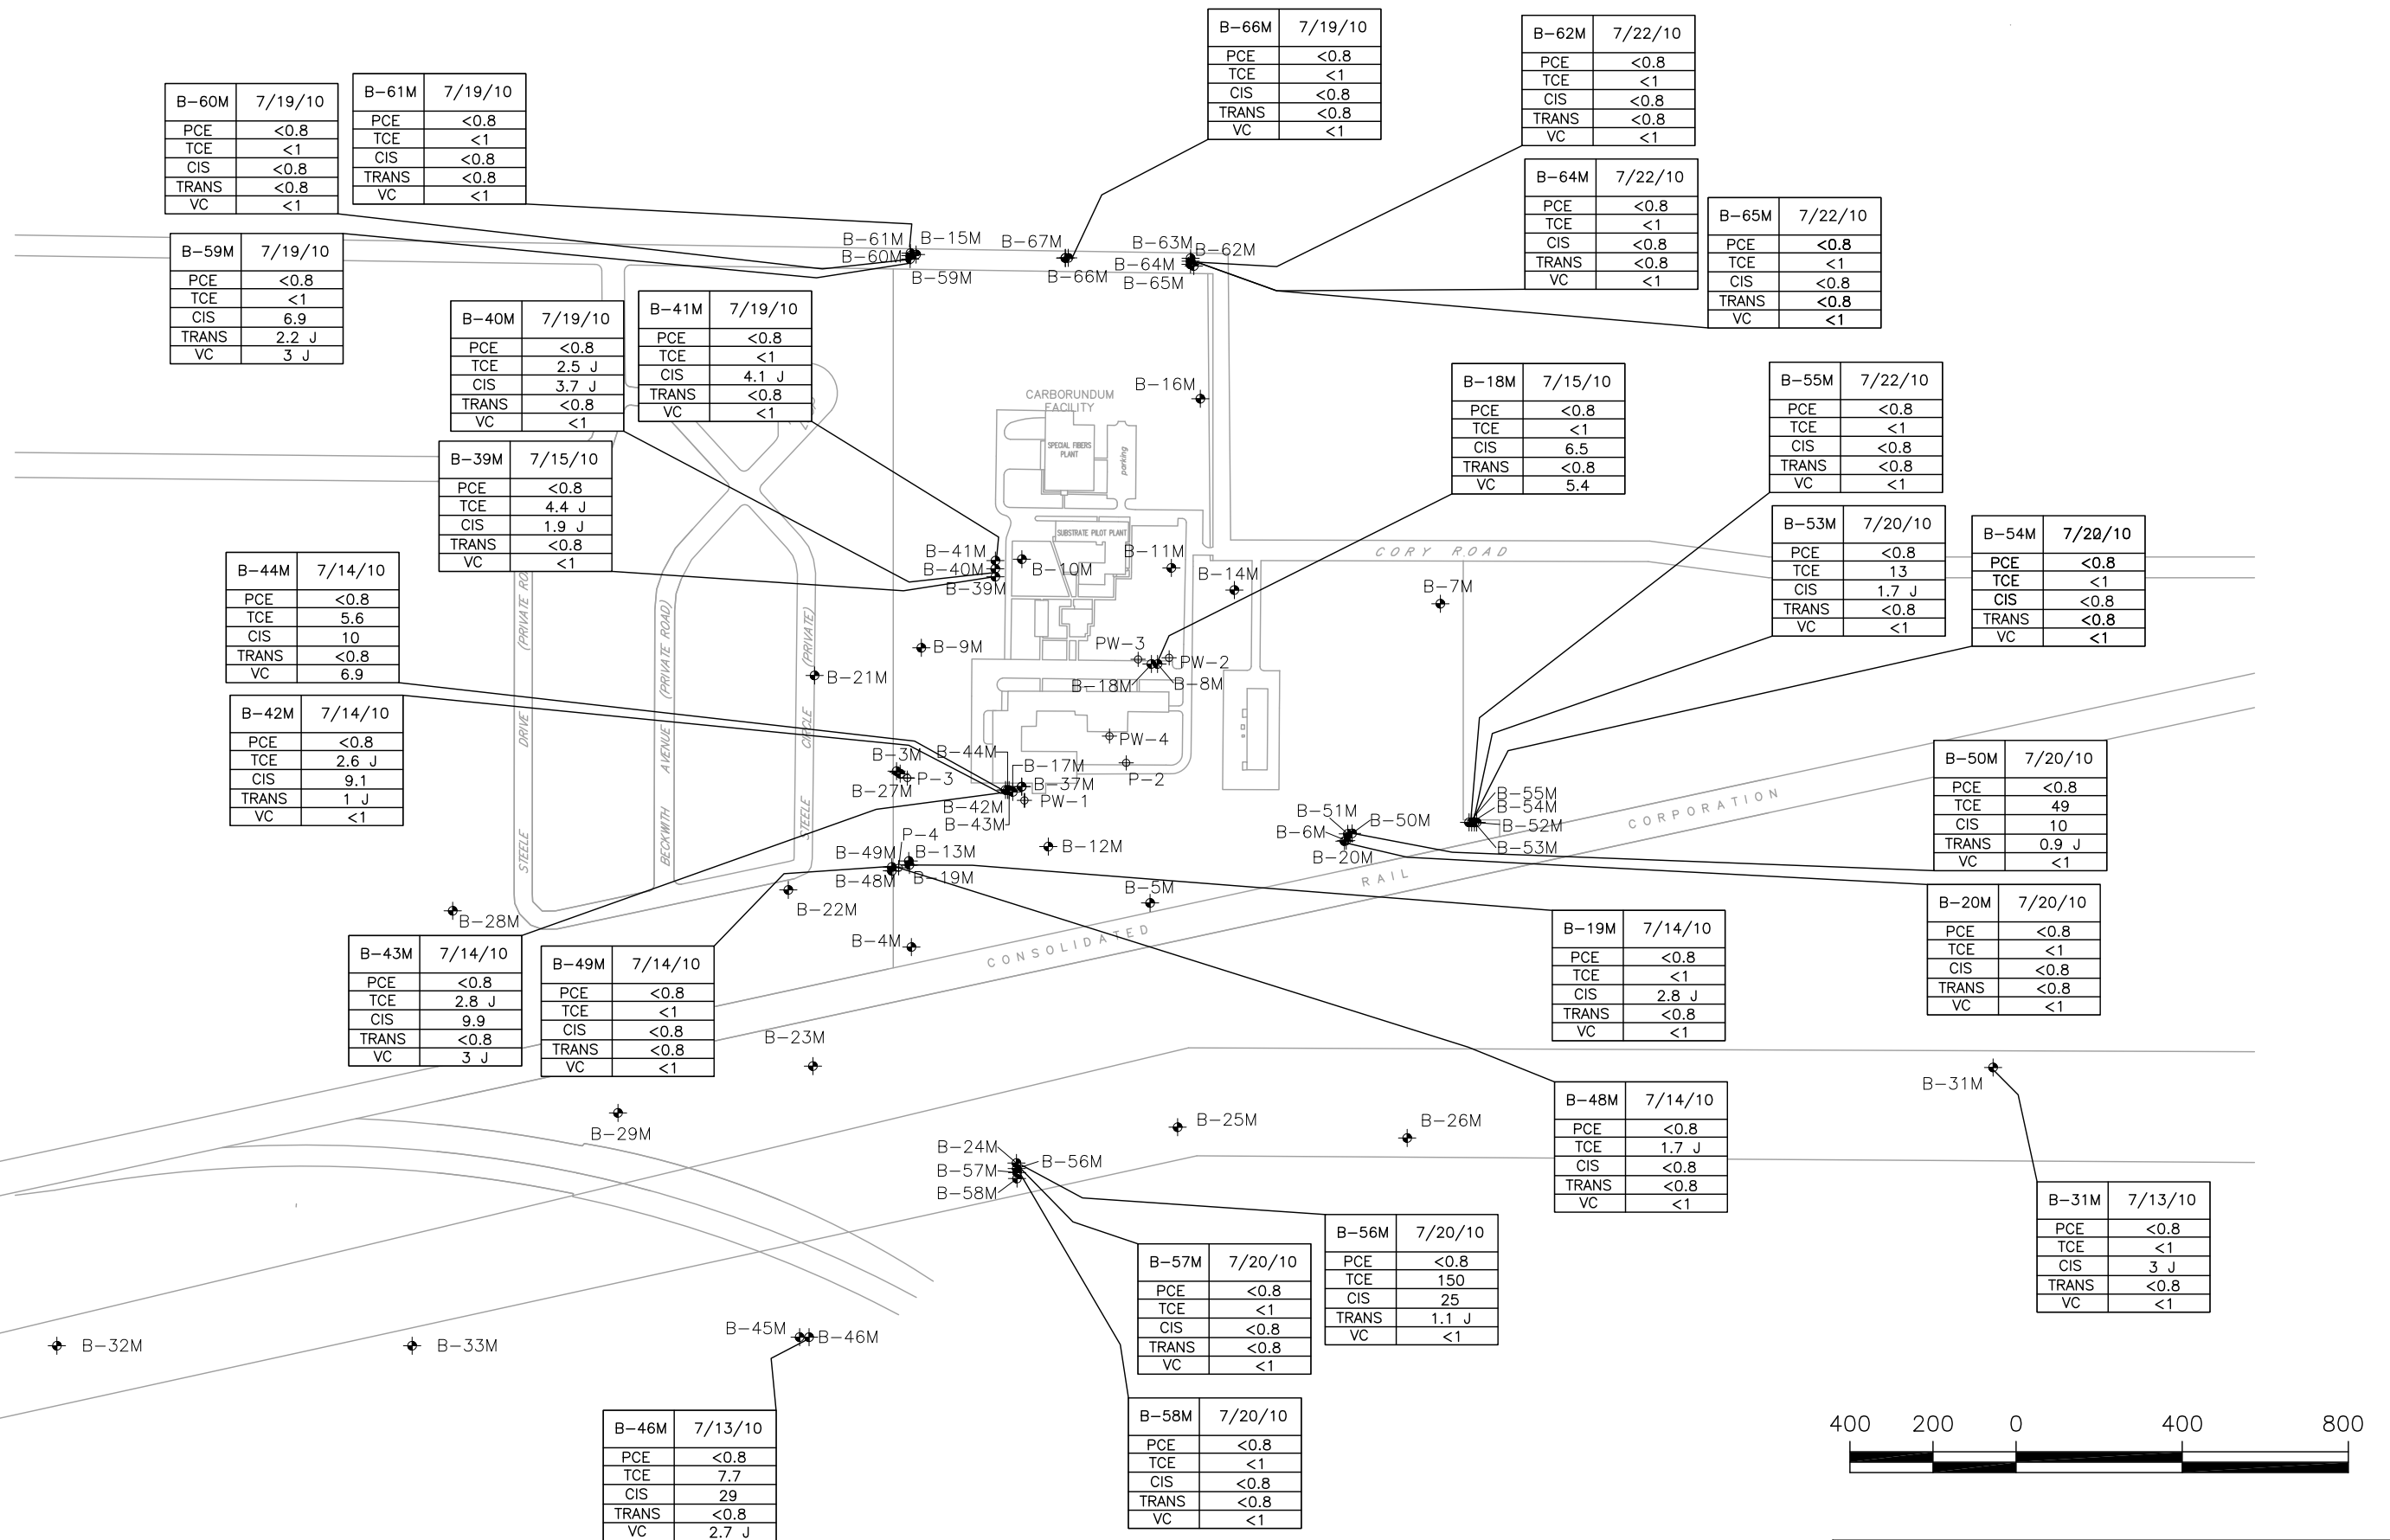 B-66M 7/19/10
PCE <0.8
TCE <1
CIS <0.8
TRANS <0.8
VC <1
B-62M 7/22/10
PCE <0.8
TCE <1
CIS <0.8
TRANS <0.8
VC <1
B-60M 7/19/10
PCE <0.8
TCE <1
CIS <0.8
TRANS <0.8
VC <1
B-61M 7/19/10
PCE <0.8
TCE <1
CIS <0.8
TRANS <0.8
VC <1
B-64M 7/22/10
PCE <0.8
TCE <1
CIS <0.8
TRANS <0.8
VC <1
B-65M 7/22/10
PCE <0.8
TCE <1
CIS <0.8
TRANS <0.8
VC <1
B-59M 7/19/10
PCE <0.8
TCE <1
CIS 6.9
TRANS 2.2 J
VC 3 J
B-61M
B-15M
B-60M
B-59M
B-67M
B-66M
B-63M
B-62M
B-64M
B-65M
B-40M 7/19/10
PCE <0.8
TCE 2.5 J
CIS 3.7 J
TRANS <0.8
VC <1
B-41M 7/19/10
PCE <0.8
TCE <1
CIS 4.1 J
TRANS <0.8
VC <1
B-16M
CARBORUNDUM
FACILITY
SPECIAL FIBERS
PLANT
parking
B-18M 7/15/10
PCE <0.8
TCE <1
CIS 6.5
TRANS <0.8
VC 5.4
B-55M 7/22/10
PCE <0.8
TCE <1
CIS <0.8
TRANS <0.8
VC <1
B-39M 7/15/10
PCE <0.8
TCE 4.4 J
CIS 1.9 J
TRANS <0.8
VC <1
B-53M 7/20/10
PCE <0.8
TCE 13
CIS 1.7 J
TRANS <0.8
VC <1
B-54M 7/20/10
PCE <0.8
TCE <1
CIS <0.8
TRANS <0.8
VC <1
SUBSTRATE PILOT PLANT
CORY ROAD
B-41M
B-40M
B-39M
B-10M
B-11M
B-14M
B-7M
B-44M 7/14/10
PCE <0.8
TCE 5.6
CIS 10
TRANS <0.8
VC 6.9
B-9M
PW-3
PW-2
B-18M
B-8M
B-21M
B-42M 7/14/10
PCE <0.8
TCE 2.6 J
CIS 9.1
TRANS 1 J
VC <1
STEELE DRIVE (PRIVATE
BECKWITH AVENUE (PRIVATE ROAD)
STEELE CIRCLE (PRIVATE)
PW-4
P-2
B-3M
B-44M
B-17M
P-3
B-27M
B-37M
B-42M
PW-1
B-43M
B-50M 7/20/10
PCE <0.8
TCE 49
CIS 10
TRANS 0.9 J
VC <1
B-55M
B-54M
B-52M
B-53M
B-51M
B-50M
B-6M
B-20M
P-4
B-49M
B-13M
B-48M
B-19M
B-12M
B-5M
B-22M
B-28M
B-4M
CONSOLIDATED RAIL CORPORATION
B-20M 7/20/10
PCE <0.8
TCE <1
CIS <0.8
TRANS <0.8
VC <1
B-43M 7/14/10
PCE <0.8
TCE 2.8 J
CIS 9.9
TRANS <0.8
VC 3 J
B-49M 7/14/10
PCE <0.8
TCE <1
CIS <0.8
TRANS <0.8
VC <1
B-19M 7/14/10
PCE <0.8
TCE <1
CIS 2.8 J
TRANS <0.8
VC <1
B-23M
B-29M
B-25M
B-26M
B-31M
B-48M 7/14/10
PCE <0.8
TCE 1.7 J
CIS <0.8
TRANS <0.8
VC <1
B-24M
B-56M
B-57M
B-58M
B-31M 7/13/10
PCE <0.8
TCE <1
CIS 3 J
TRANS <0.8
VC <1
B-56M 7/20/10
PCE <0.8
TCE 150
CIS 25
TRANS 1.1 J
VC <1
B-57M 7/20/10
PCE <0.8
TCE <1
CIS <0.8
TRANS <0.8
VC <1
B-32M
B-33M
B-45M
B-46M
B-58M 7/20/10
PCE <0.8
TCE <1
CIS <0.8
TRANS <0.8
VC <1
B-46M 7/13/10
PCE <0.8
TCE 7.7
CIS 29
TRANS <0.8
VC 2.7 J
400 200 0 400 800